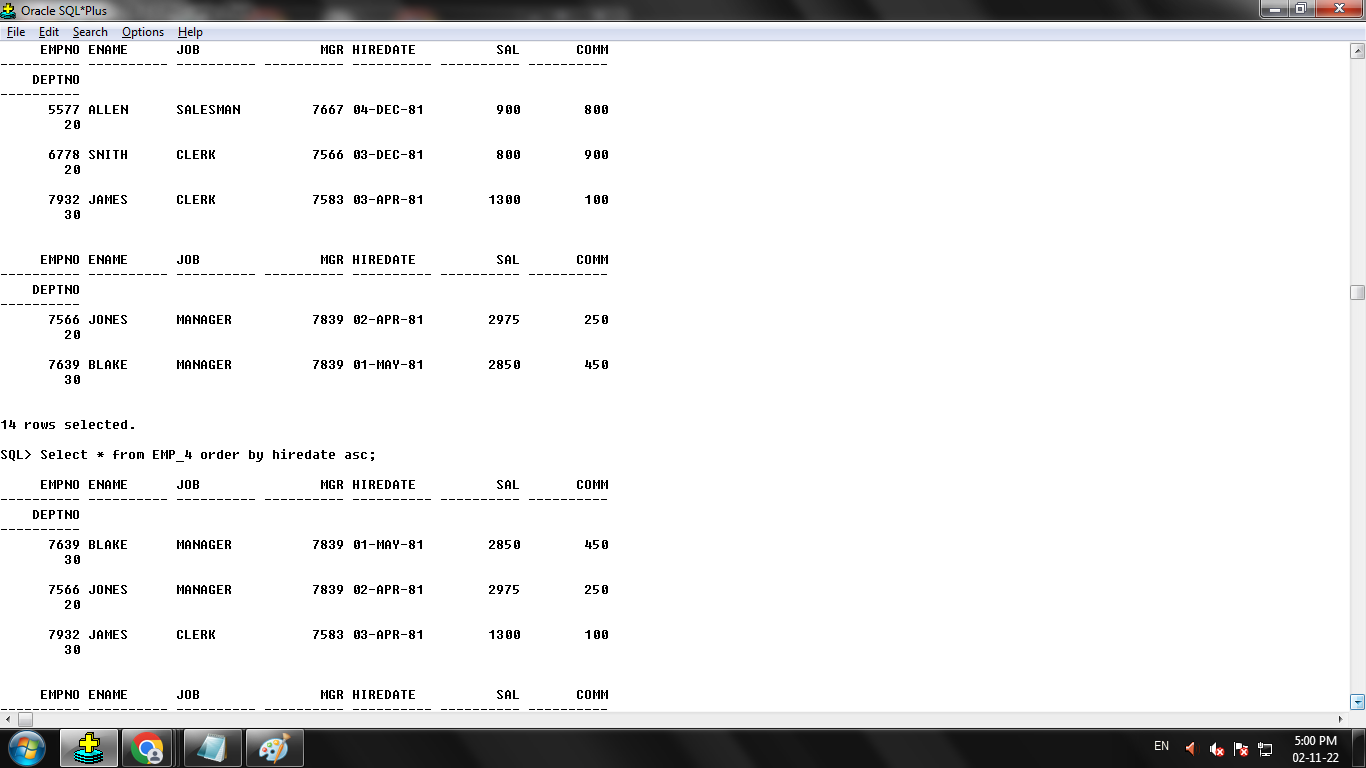 Oracle SQL*Plus
File Edit Search Options Help
EMPNO ENAME JOB MGR HIREDATE SAL COMM
---------- ---------- ---------- ---------- ---------- ---------- ----------
DEPTNO
----------
5577 ALLEN SALESMAN 7667 04-DEC-81 900 800
20
6778 SNITH CLERK 7566 03-DEC-81 800 900
20
7932 JAMES CLERK 7583 03-APR-81 1300 100
30
EMPNO ENAME JOB MGR HIREDATE SAL COMM
---------- ---------- ---------- ---------- ---------- ---------- ----------
DEPTNO
----------
7566 JONES MANAGER 7839 02-APR-81 2975 250
20
7639 BLAKE MANAGER 7839 01-MAY-81 2850 450
30
14 rows selected.
SQL> Select * from EMP_4 order by hiredate asc;
EMPNO ENAME JOB MGR HIREDATE SAL COMM
---------- ---------- ---------- ---------- ---------- ---------- ----------
DEPTNO
----------
7639 BLAKE MANAGER 7839 01-MAY-81 2850 450
30
7566 JONES MANAGER 7839 02-APR-81 2975 250
20
7932 JAMES CLERK 7583 03-APR-81 1300 100
30
EMPNO ENAME JOB MGR HIREDATE SAL COMM
---------- ---------- ---------- ---------- ---------- ---------- ----------
EN
5:00 PM
02-11-22